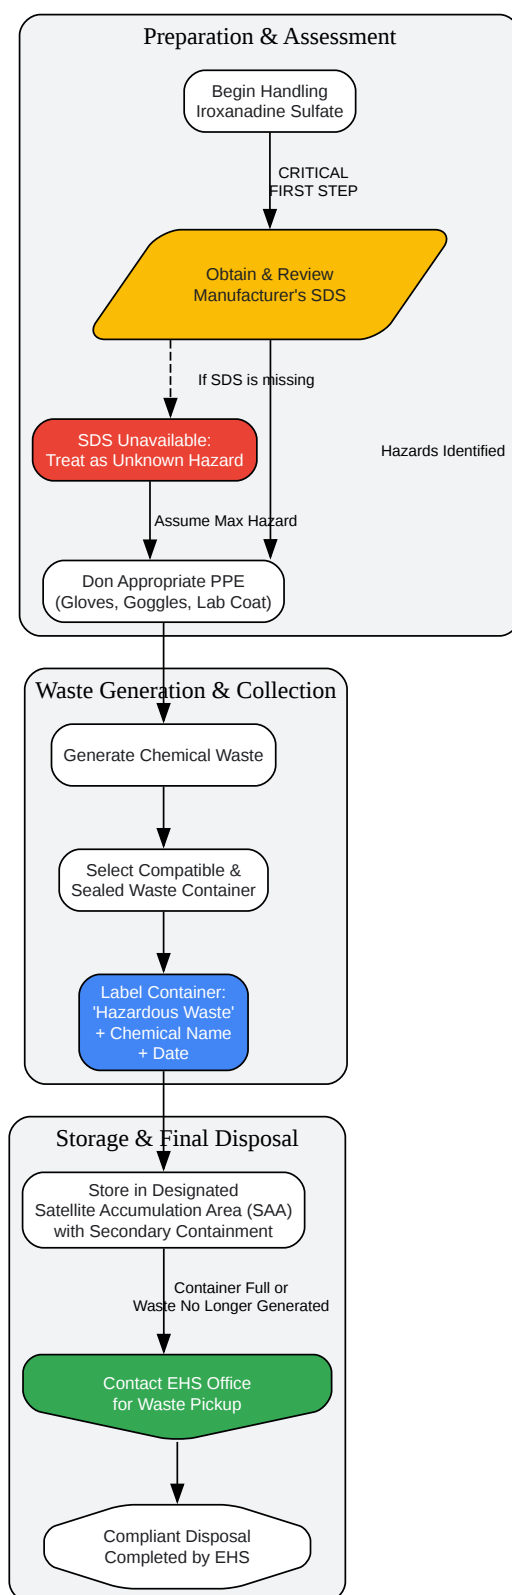 Preparation & Assessment
Begin Handling
Iroxanadine Sulfate
CRITICAL
FIRST STEP
Obtain & Review
Manufacturer's SDS
If SDS is missing
SDS Unavailable:
Treat as Unknown Hazard
Hazards Identified
Assume Max Hazard
Don Appropriate PPE
(Gloves, Goggles, Lab Coat)
Waste Generation & Collection
Generate Chemical Waste
Select Compatible &
Sealed Waste Container
Label Container:
'Hazardous Waste'
+ Chemical Name
+ Date
Storage & Final Disposal
Store in Designated
Satellite Accumulation Area (SAA)
with Secondary Containment
Container Full or
Waste No Longer Generated
Contact EHS Office
for Waste Pickup
Compliant Disposal
Completed by EHS